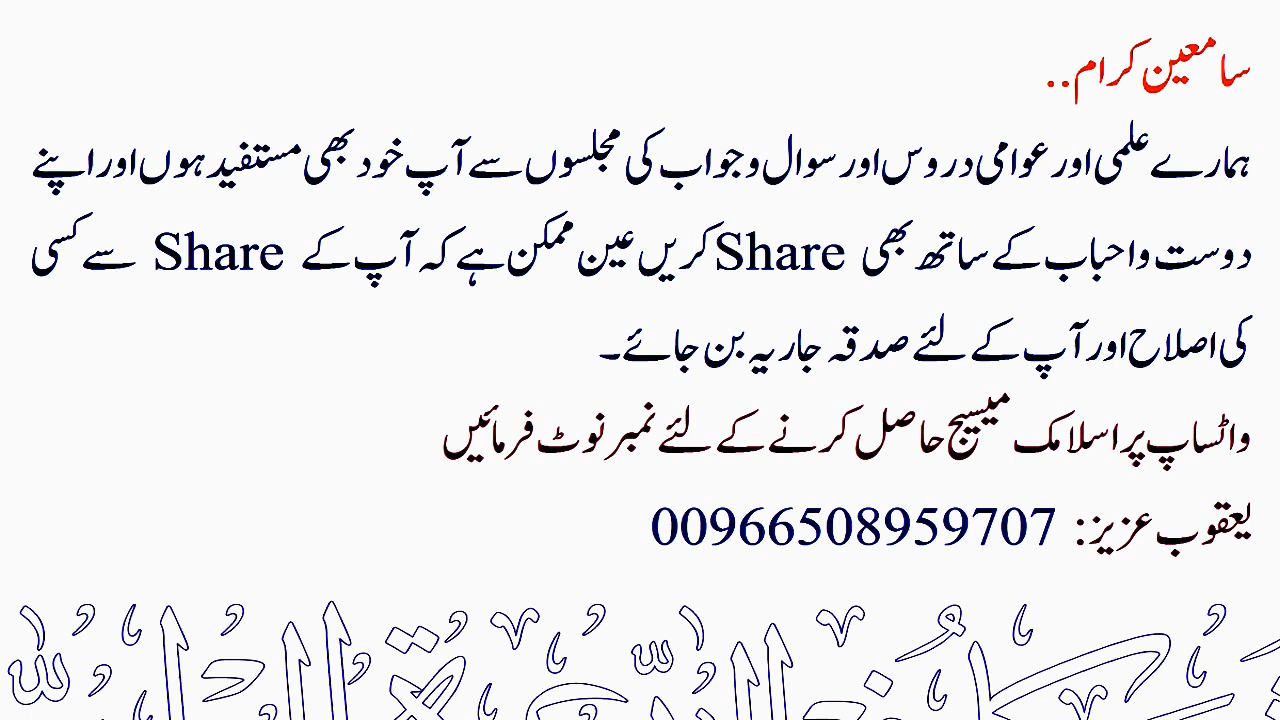 سامعین کرام..
ہمارے علمی اور عوامی دروس اور سوال و جواب کی مجلسوں سے آپ خود بھی مستفید ہوں اور اپنے
دوست و احباب کے ساتھ بھی Share کریں عین ممکن ہے کہ آپ کے Share سے کسی
کی اصلاح اور آپ کے لئے صدقہ جاریہ بن جائے۔
واٹساپ پر اسلامک میسیج حاصل کرنے کے لئے نمبر نوٹ فرمائیں
یعقوب عزیز: 00966508959707